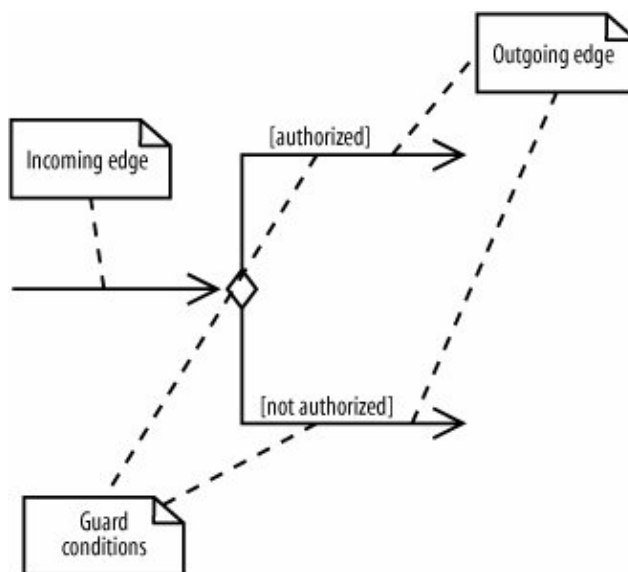 Outgoing edge
[authorized]
Incoming edge
[not authorized]
Guard
conditions